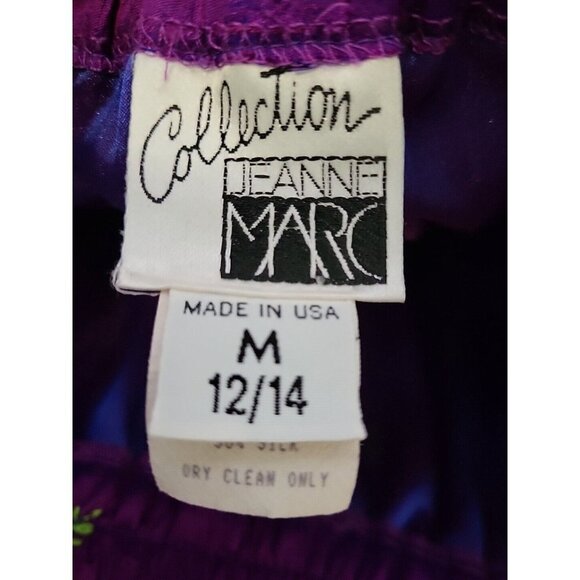 Collection
JEANNE
MARC
MADE IN USA
M
12/14
SILK
DRY CLEAN ONLY